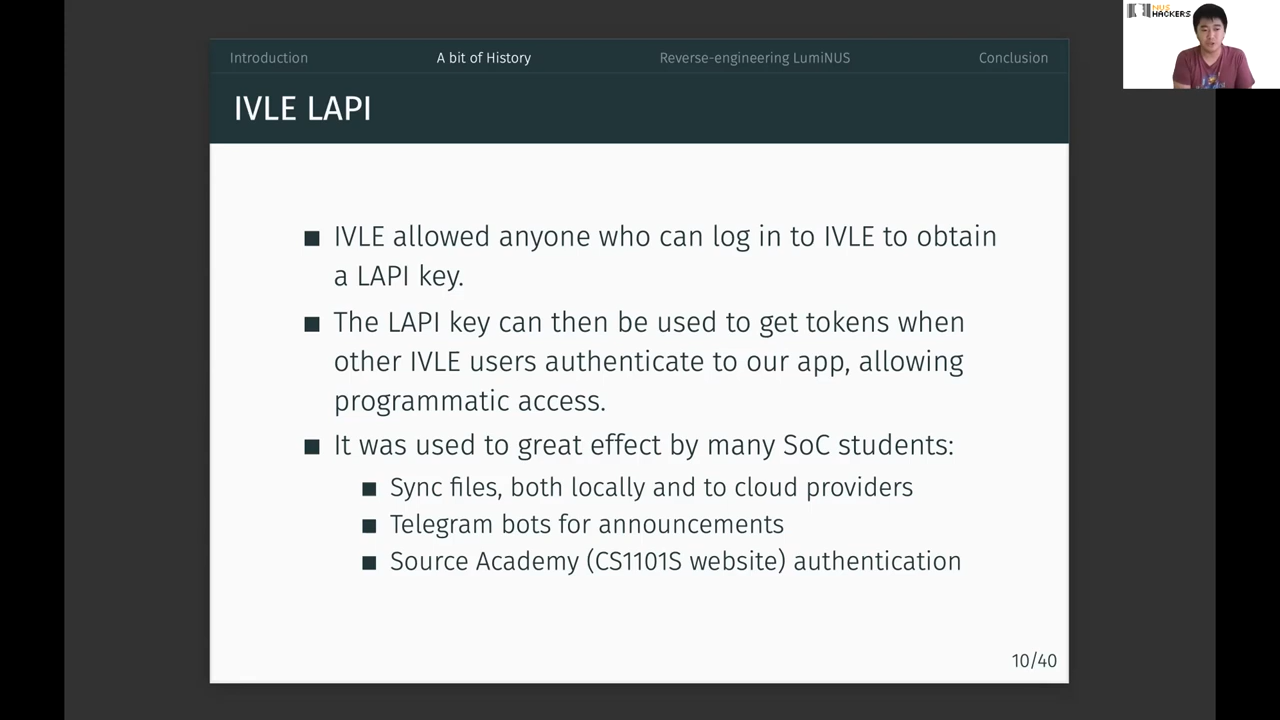 Introduction
A bit of History
Reverse-engineering LumiNUS
Conclusion
NUS
HACKERS
IVLE LAPI
IVLE allowed anyone who can log in to IVLE to obtain
a LAPI key.
The LAPI key can then be used to get tokens when
other IVLE users authenticate to our app, allowing
programmatic access.
It was used to great effect by many SoC students:
Sync files, both locally and to cloud providers
Telegram bots for announcements
Source Academy (CS1101S website) authentication
10/40